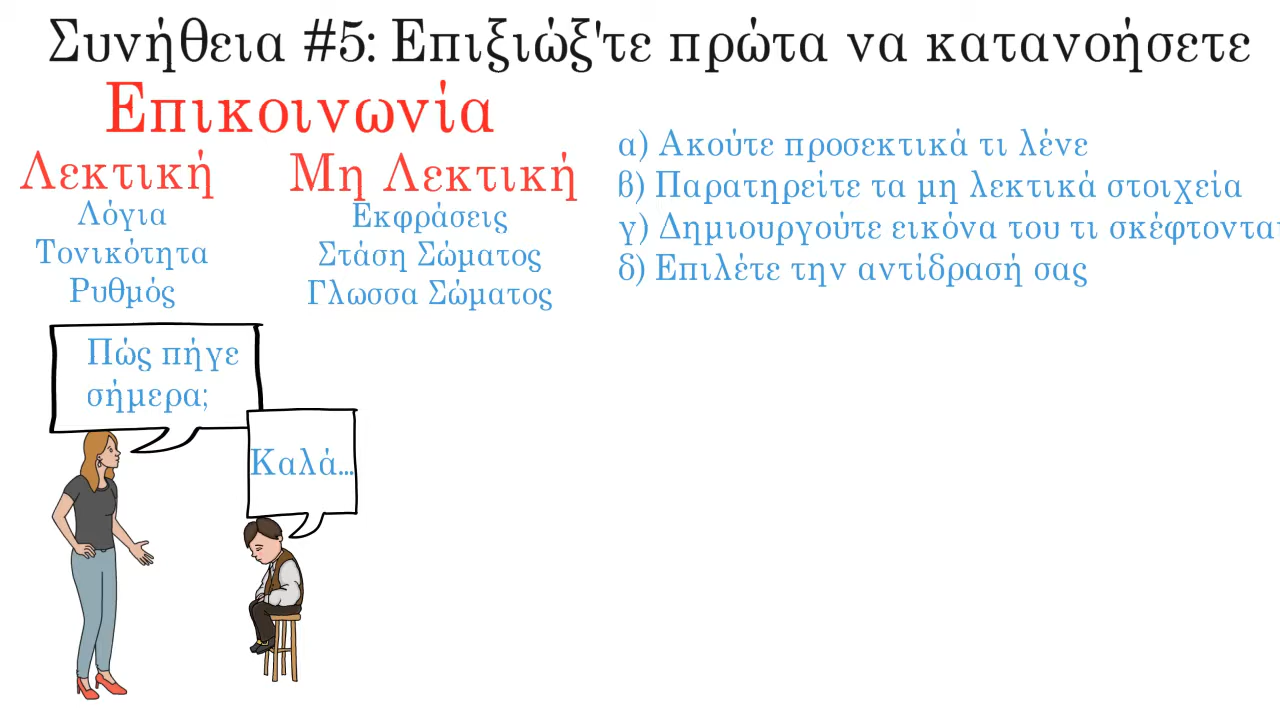 Συνήθεια #5: Επιξιώξ'τε πρώτα να κατανοήσετε
Επικοινωνία
Λεκτική
Λόγια
Τονικότητα
Ρυθμός
Μη Λεκτική
Εκφράσεις
Στάση Σώματος
Γλωσσα Σώματος
α) Ακούτε προσεκτικά τι λένε
β) Παρατηρείτε τα μη λεκτικά στοιχεία
γ) Δημιουργούτε εικόνα του τι σκέφτονται
δ) Επιλέτε την αντίδρασή σας
Πώς πήγε
σήμερα;
Καλά...